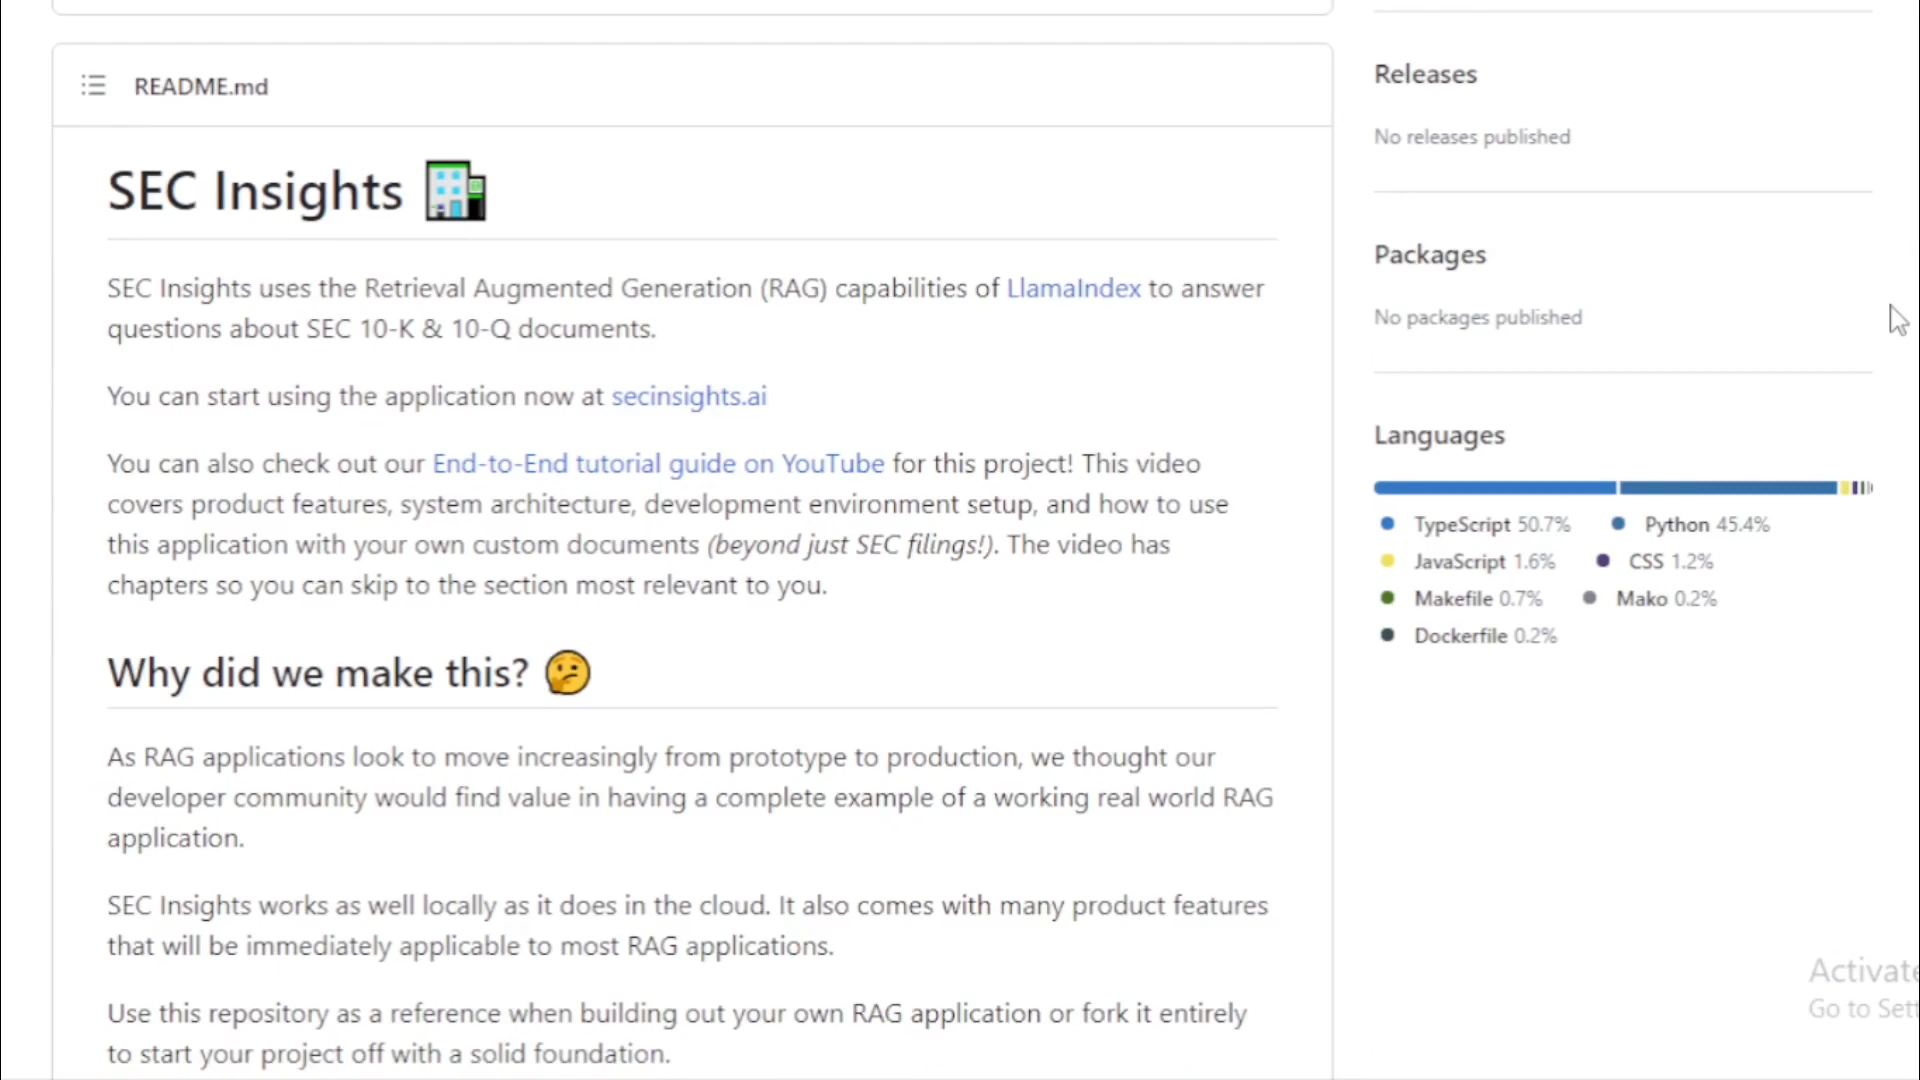 README.md
SEC Insights
SEC Insights uses the Retrieval Augmented Generation (RAG) capabilities of LlamaIndex to answer
questions about SEC 10-K & 10-Q documents.
You can start using the application now at secinsights.ai
You can also check out our End-to-End tutorial guide on YouTube for this project! This video
covers product features, system architecture, development environment setup, and how to use
this application with your own custom documents (beyond just SEC filings!). The video has
chapters so you can skip to the section most relevant to you.
Why did we make this?
As RAG applications look to move increasingly from prototype to production, we thought our
developer community would find value in having a complete example of a working real world RAG
application.
SEC Insights works as well locally as it does in the cloud. It also comes with many product features
that will be immediately applicable to most RAG applications.
Use this repository as a reference when building out your own RAG application or fork it entirely
to start your project off with a solid foundation.
Releases
No releases published
Packages
No packages published
Languages
TypeScript 50.7% Python 45.4%
JavaScript 1.6% CSS 1.2%
Makefile 0.7% Mako 0.2%
Dockerfile 0.2%
Activate
Go to Sett